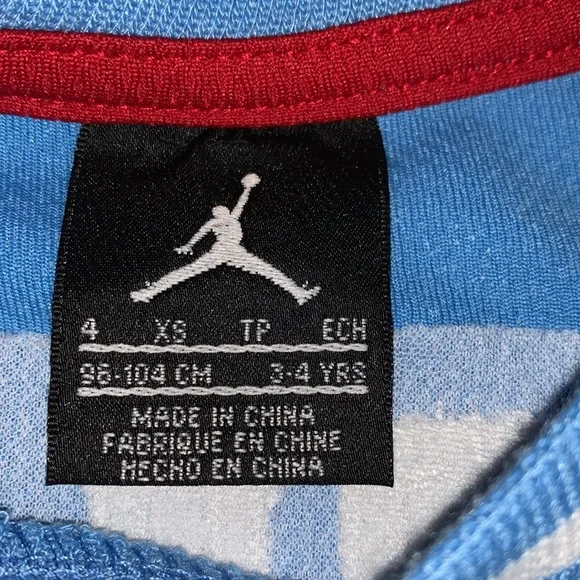 4 XS TP ECH
96-104 CM 3-4 YRS
MADE IN CHINA
FABRIQUE EN CHINE
HECHO EN CHINA